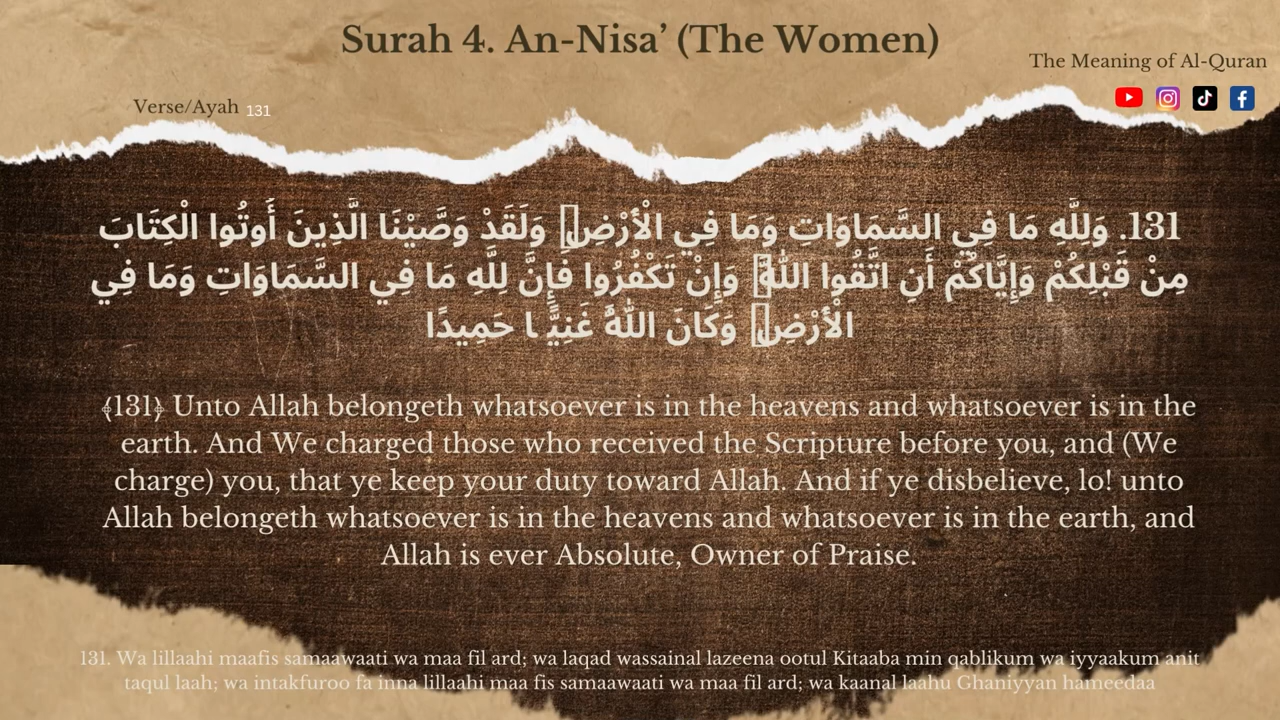 Surah 4. An-Nisa’ (The Women)
The Meaning of Al-Quran
Verse/Ayah 131
131. وَلِلَّهِ مَا فِي السَّمَاوَاتِ وَمَا فِي الْأَرْضِ ۗ وَلَقَدْ وَصَّيْنَا الَّذِينَ أُوتُوا الْكِتَابَ
مِنْ قَبْلِكُمْ وَإِيَّاكُمْ أَنِ اتَّقُوا اللَّهَ ۚ وَإِنْ تَكْفُرُوا فَإِنَّ لِلَّهِ مَا فِي السَّمَاوَاتِ وَمَا فِي
الْأَرْضِ ۚ وَكَانَ اللَّهُ غَنِيًّا حَمِيدًا
﴾131﴿ Unto Allah belongeth whatsoever is in the heavens and whatsoever is in the
earth. And We charged those who received the Scripture before you, and (We
charge) you, that ye keep your duty toward Allah. And if ye disbelieve, lo! unto
Allah belongeth whatsoever is in the heavens and whatsoever is in the earth, and
Allah is ever Absolute, Owner of Praise.
131. Wa lillaahi maafis samaawaati wa maa fil ard; wa laqad wassainal lazeena ootul Kitaaba min qablikum wa iyyaakum anit
taqul laah; wa intakfuroo fa inna lillaahi maa fis samaawaati wa maa fil ard; wa kaanal laahu Ghaniyyan hameedaa